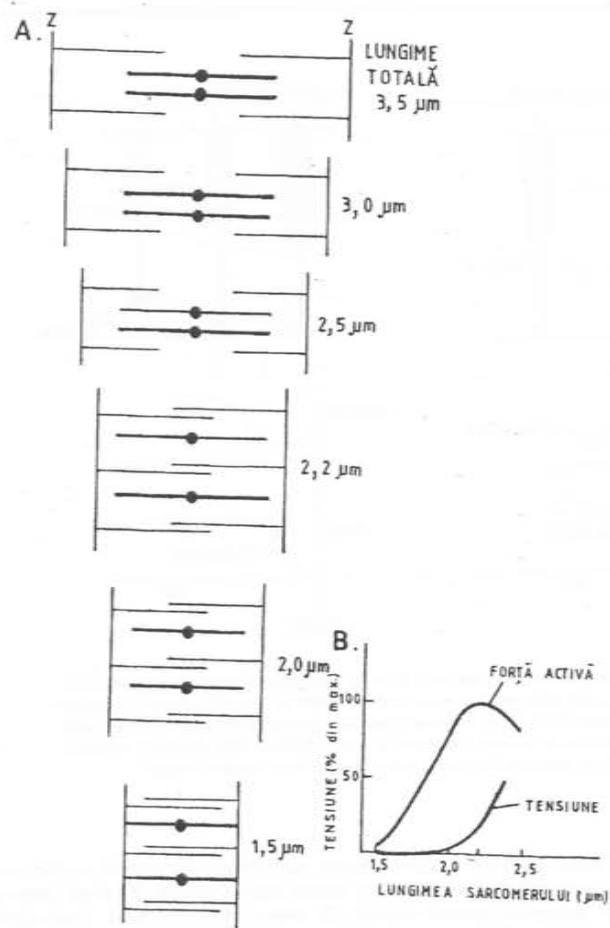 A.
Z
Z
LUNGIME
TOTALĂ
3,5 µm
3,0 µm
2,5 µm
2,2 µm
2,0 µm
1,5 µm
B.
TENSIUNE (% din max.)
100
50
FORȚĂ ACTIVĂ
TENSIUNE
1,5
2,0
2,5
LUNGIMEA SARCOMERULUI (µm)